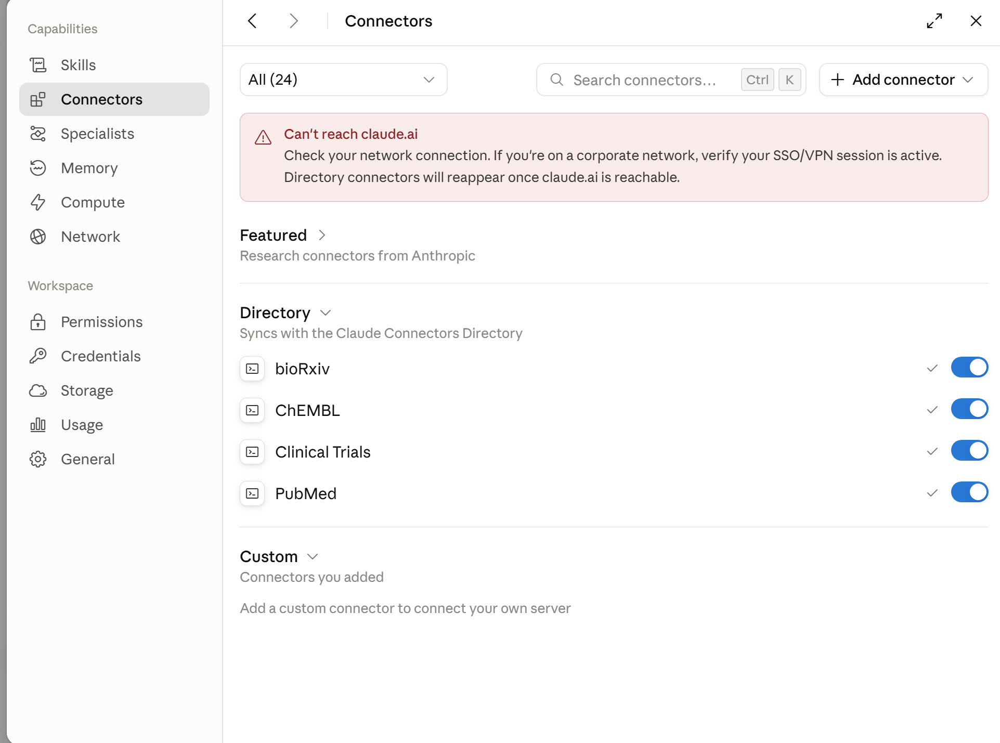 Capabilities
Skills
Connectors
Specialists
Memory
Compute
Network
Workspace
Permissions
Credentials
Storage
Usage
General
Connectors
All (24)
Search connectors...
Ctrl
K
Add connector
Can't reach claude.ai
Check your network connection. If you're on a corporate network, verify your SSO/VPN session is active.
Directory connectors will reappear once claude.ai is reachable.
Featured
Research connectors from Anthropic
Directory
Syncs with the Claude Connectors Directory
bioRxiv
ChEMBL
Clinical Trials
PubMed
Custom
Connectors you added
Add a custom connector to connect your own server